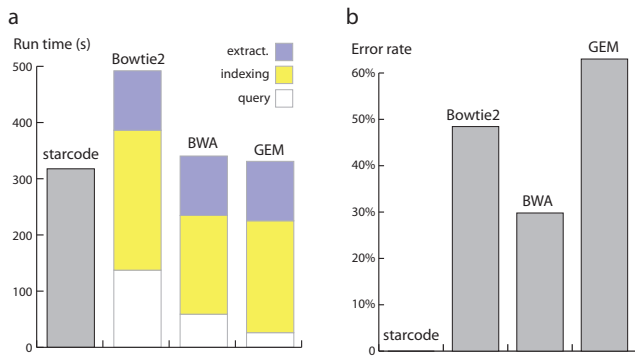 a
Run time (s)
Bowtie2
extract.
indexing
query
500
400
300
200
100
0
starcode
BWA
GEM
b
Error rate
GEM
60%
50%
40%
30%
20%
10%
0
Bowtie2
BWA
starcode